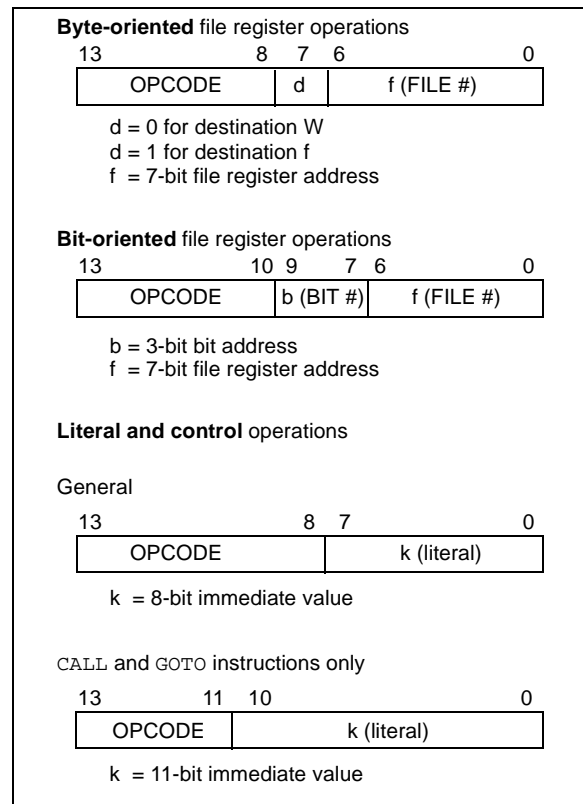 Byte-oriented file register operations
13 8 7 6 0
OPCODE d f (FILE #)
d = 0 for destination W
d = 1 for destination f
f = 7-bit file register address
Bit-oriented file register operations
13 10 9 7 6 0
OPCODE b (BIT #) f (FILE #)
b = 3-bit bit address
f = 7-bit file register address
Literal and control operations
General
13 8 7 0
OPCODE k (literal)
k = 8-bit immediate value
CALL and GOTO instructions only
13 11 10 0
OPCODE k (literal)
k = 11-bit immediate value